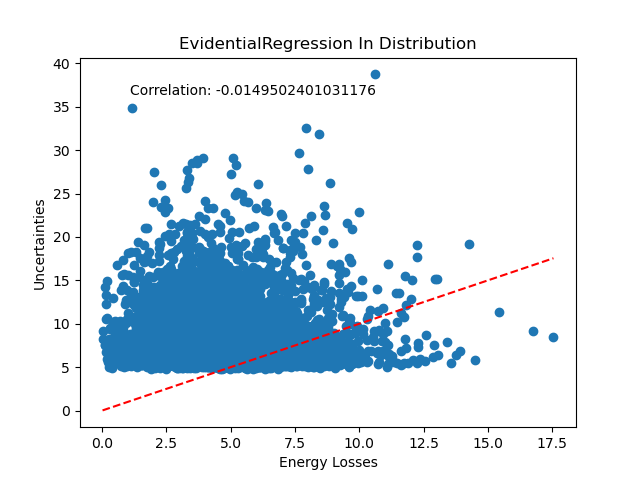 EvidentialRegression In Distribution
Correlation: -0.0149502401031176
Uncertainties
40
35
30
25
20
15
10
5
0
0.0 2.5 5.0 7.5 10.0 12.5 15.0 17.5
Energy Losses